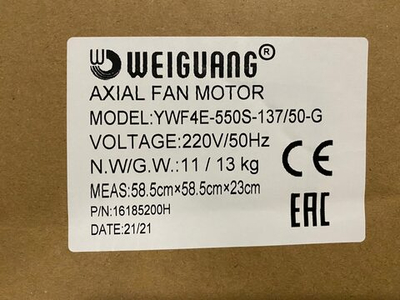 WEIGUANG®
AXIAL FAN MOTOR
MODEL:YWF4E-550S-137/50-G
VOLTAGE:220V/50Hz
N.W/G.W.:11 / 13 kg
MEAS:58.5cm×58.5cm×23cm
P/N:16185200H
DATE:21/21
CE
EAC